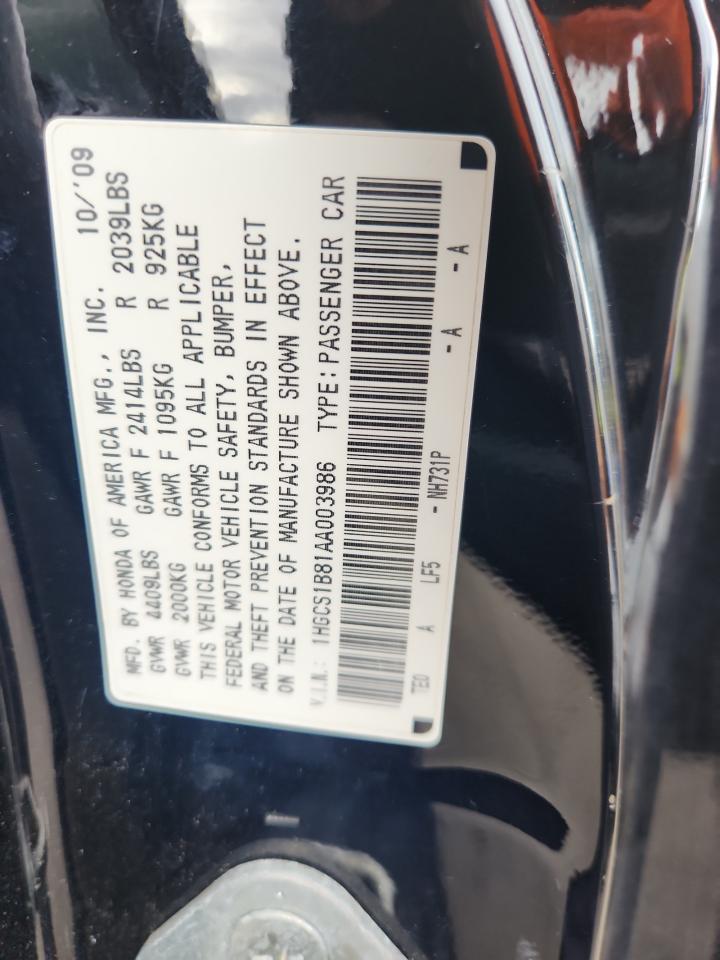 MFD. BY HONDA OF AMERICA MFG., INC. 10/'09
GVWR 4409LBS GAWR F 2414LBS R 2039LBS
GVWR 2000KG GAWR F 1095KG R 925KG
THIS VEHICLE CONFORMS TO ALL APPLICABLE
FEDERAL MOTOR VEHICLE SAFETY, BUMPER,
AND THEFT PREVENTION STANDARDS IN EFFECT
ON THE DATE OF MANUFACTURE SHOWN ABOVE.
V.I.N.: 1HGCS1B81AA003986 TYPE: PASSENGER CAR
TE0 A LF5 - NH731P - A - A